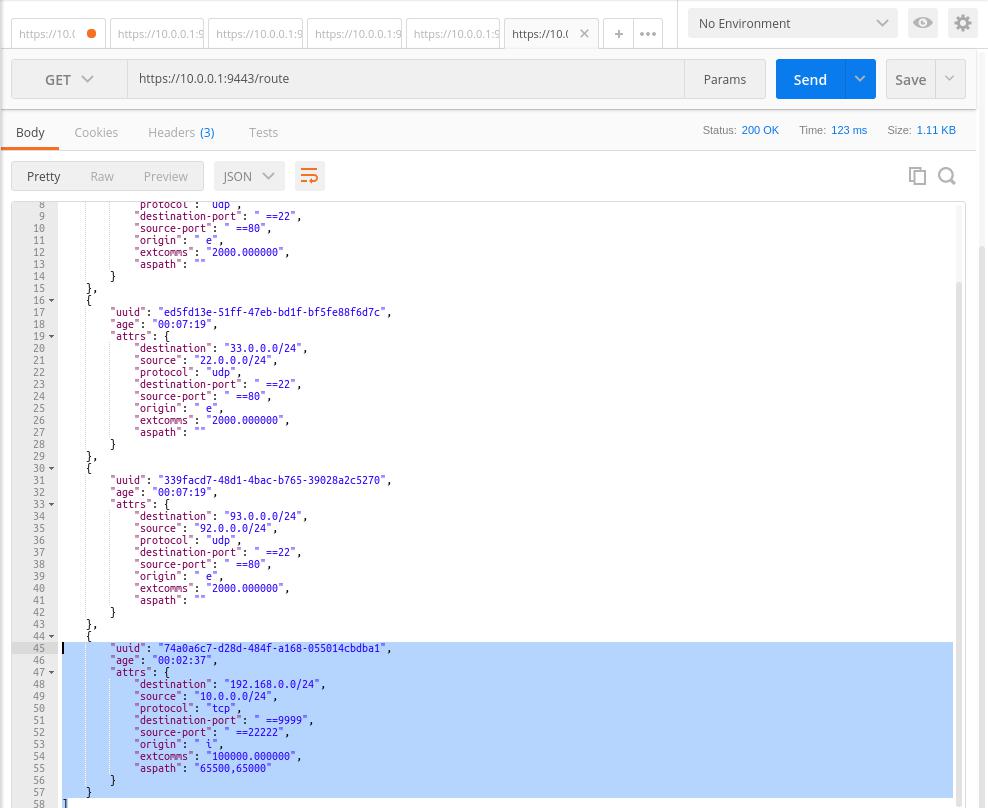 https://10.(
https://10.0.0.1:9
https://10.0.0.1:9
https://10.0.0.1:9
https://10.0.0.1:9
https://10.(
No Environment
GET https://10.0.0.1:9443/route Params Send Save
Body Cookies Headers (3) Tests Status: 200 OK Time: 123 ms Size: 1.11 KB
Pretty Raw Preview JSON
8 "protocol": "udp",
9 "destination-port": " ==22",
10 "source-port": " ==80",
11 "origin": " e",
12 "extcomms": "2000.000000",
13 "aspath": ""
14 }
15 },
16 {
17 "uuid": "ed5fd13e-51ff-47eb-bd1f-bf5fe88f6d7c",
18 "age": "00:07:19",
19 "attrs": {
20 "destination": "33.0.0.0/24",
21 "source": "22.0.0.0/24",
22 "protocol": "udp",
23 "destination-port": " ==22",
24 "source-port": " ==80",
25 "origin": " e",
26 "extcomms": "2000.000000",
27 "aspath": ""
28 }
29 },
30 {
31 "uuid": "339facd7-48d1-4bac-b765-39028a2c5270",
32 "age": "00:07:19",
33 "attrs": {
34 "destination": "93.0.0.0/24",
35 "source": "92.0.0.0/24",
36 "protocol": "udp",
37 "destination-port": " ==22",
38 "source-port": " ==80",
39 "origin": " e",
40 "extcomms": "2000.000000",
41 "aspath": ""
42 }
43 },
44 {
45 "uuid": "74a0a6c7-d28d-484f-a168-055014cbdba1",
46 "age": "00:02:37",
47 "attrs": {
48 "destination": "192.168.0.0/24",
49 "source": "10.0.0.0/24",
50 "protocol": "tcp",
51 "destination-port": " ==9999",
52 "source-port": " ==22222",
53 "origin": " i",
54 "extcomms": "100000.000000",
55 "aspath": "65500,65000"
56 }
57 }
58 ]